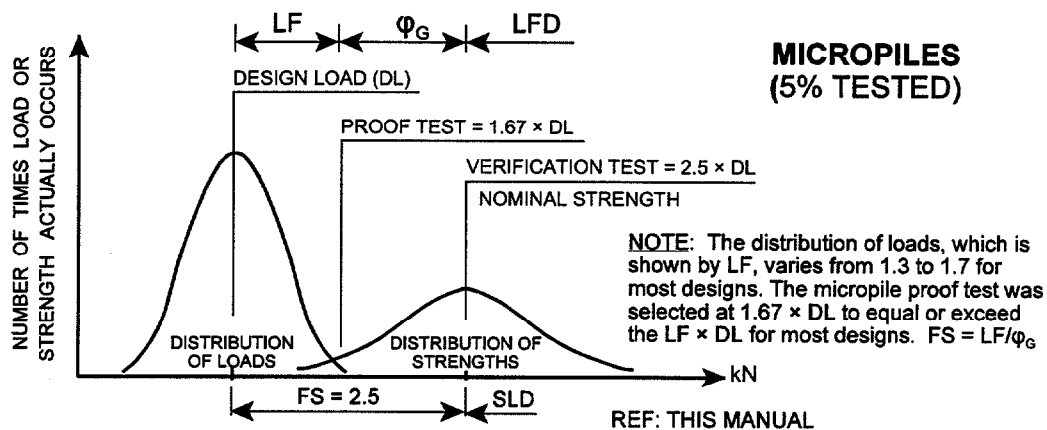 LF
φG
LFD
MICROPILES
(5% TESTED)
DESIGN LOAD (DL)
PROOF TEST = 1.67 × DL
VERIFICATION TEST = 2.5 × DL
NOMINAL STRENGTH
NUMBER OF TIMES LOAD OR
STRENGTH ACTUALLY OCCURS
NOTE: The distribution of loads, which is
shown by LF, varies from 1.3 to 1.7 for
most designs. The micropile proof test was
selected at 1.67 × DL to equal or exceed
the LF × DL for most designs. FS = LF/φG
DISTRIBUTION
OF LOADS
DISTRIBUTION OF
STRENGTHS
kN
FS = 2.5
SLD
REF: THIS MANUAL